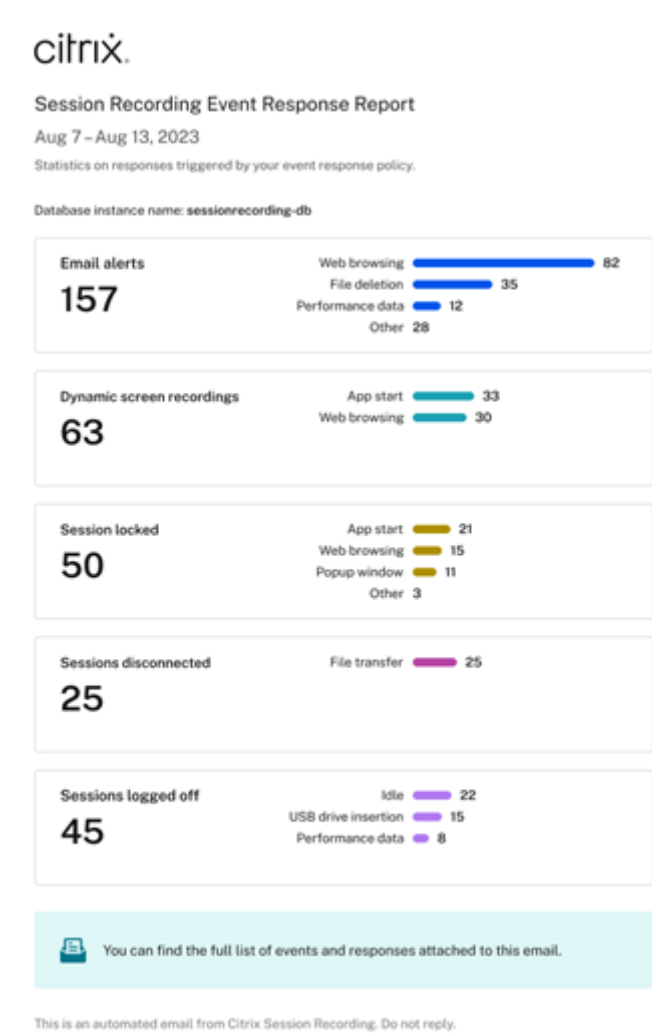 citrix.
Session Recording Event Response Report
Aug 7 – Aug 13, 2023
Statistics on responses triggered by your event response policy.
Database instance name: sessionrecording-db
Email alerts
157
Web browsing 82
File deletion 35
Performance data 12
Other 28
Dynamic screen recordings
63
App start 33
Web browsing 30
Session locked
50
App start 21
Web browsing 15
Popup window 11
Other 3
Sessions disconnected
25
File transfer 25
Sessions logged off
45
Idle 22
USB drive insertion 15
Performance data 8
You can find the full list of events and responses attached to this email.
This is an automated email from Citrix Session Recording. Do not reply.